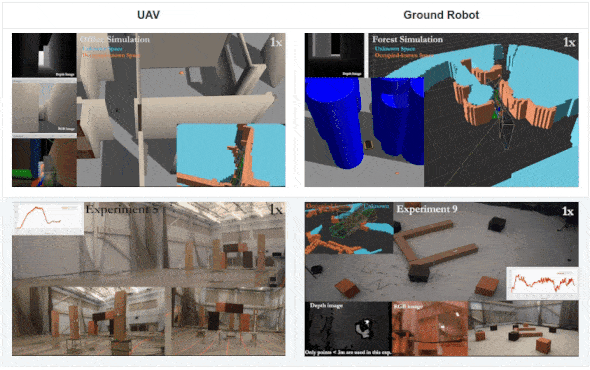 UAV
Ground Robot
Office Simulation
1x
Unknown Space
Occupied-known Space
Depth Image
RGB Image
Forest Simulation
1x
Unknown Space
Occupied-known Space
Depth Image
Experiment 5
1x
Unknown
Experiment 9
1x
Depth image
RGB image
Only points < 3m are used in this exp.